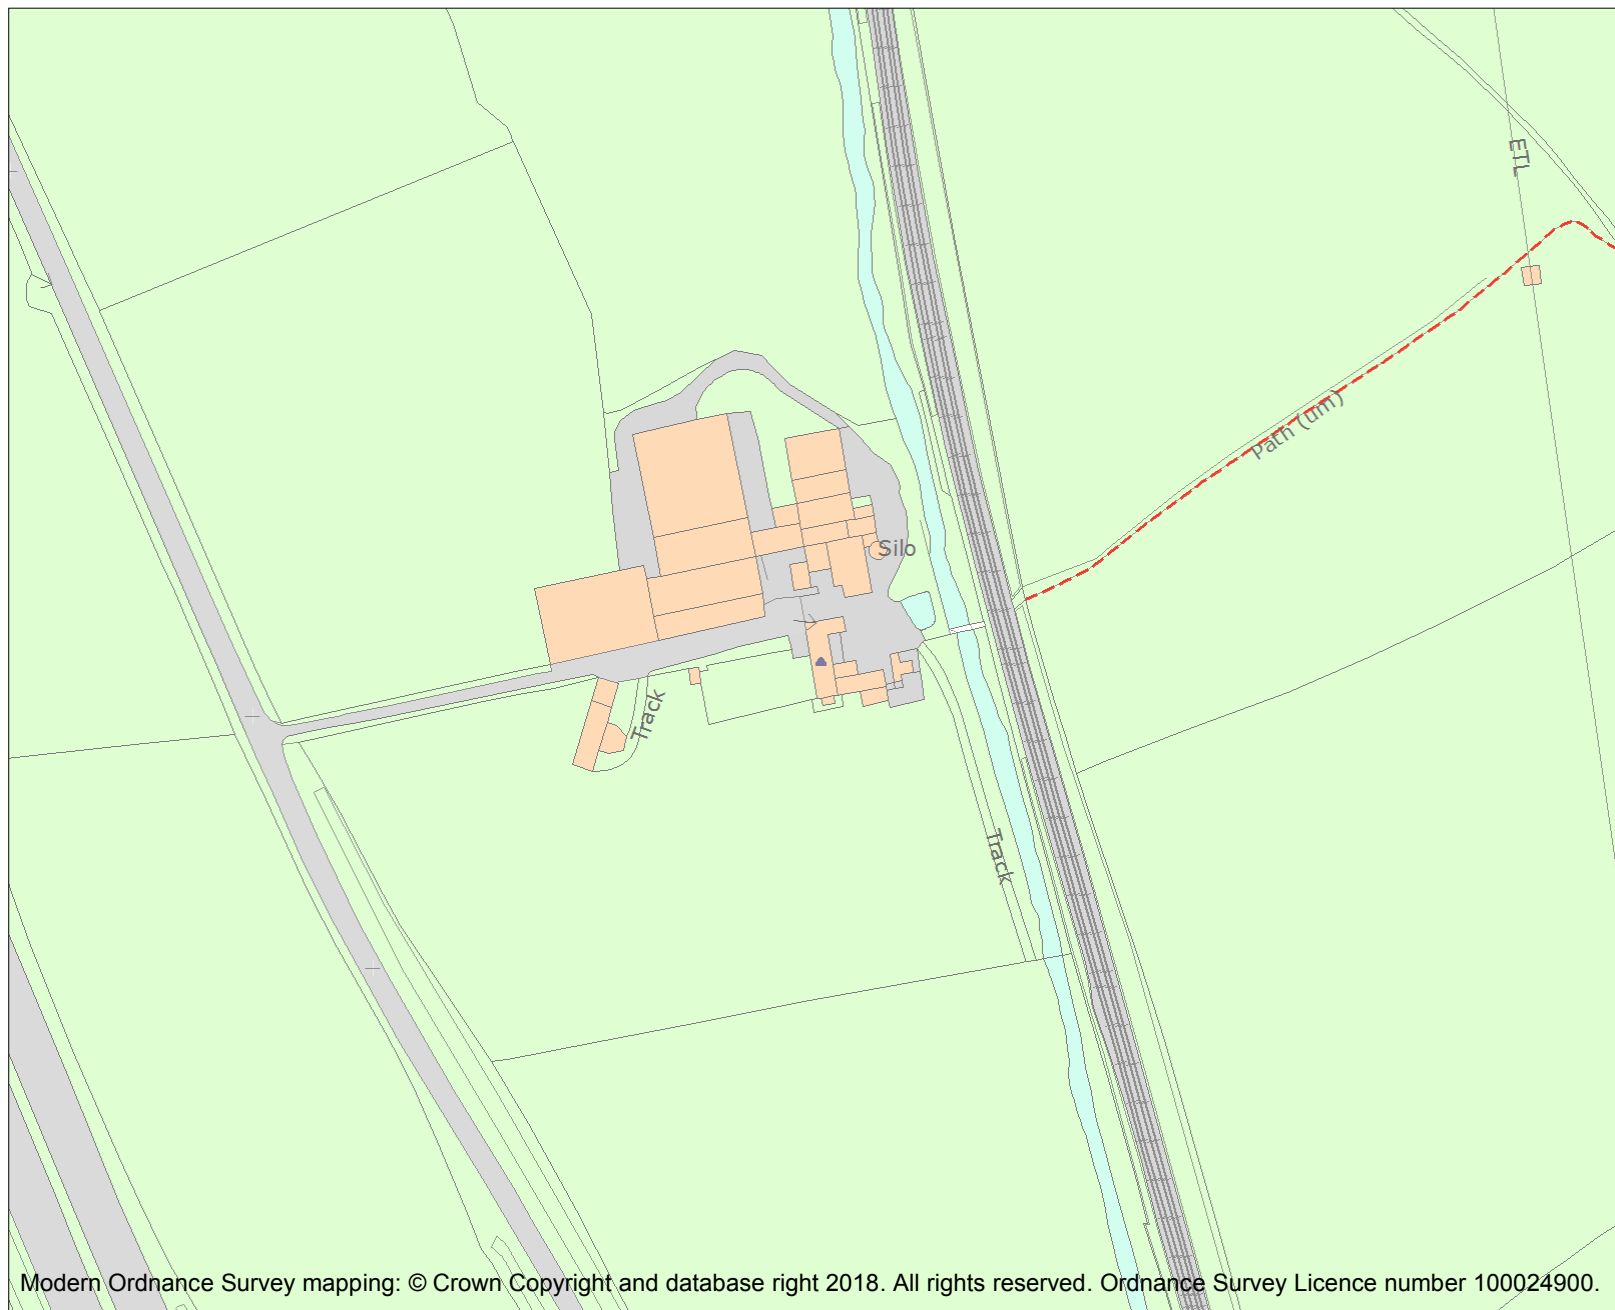 ETL
Path (um)
Silo
Track
Track
Modern Ordnance Survey mapping: © Crown Copyright and database right 2018. All rights reserved. Ordnance Survey Licence number 100024900.